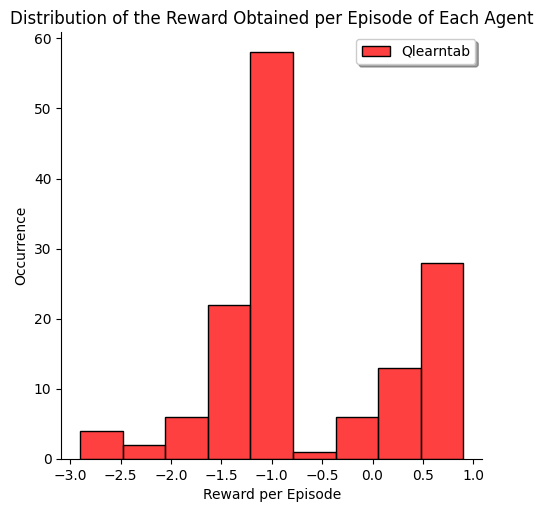 Distribution of the Reward Obtained per Episode of Each Agent
Qlearntab
60
50
40
30
20
10
0
Occurrence
−3.0 −2.5 −2.0 −1.5 −1.0 −0.5 0.0 0.5 1.0
Reward per Episode